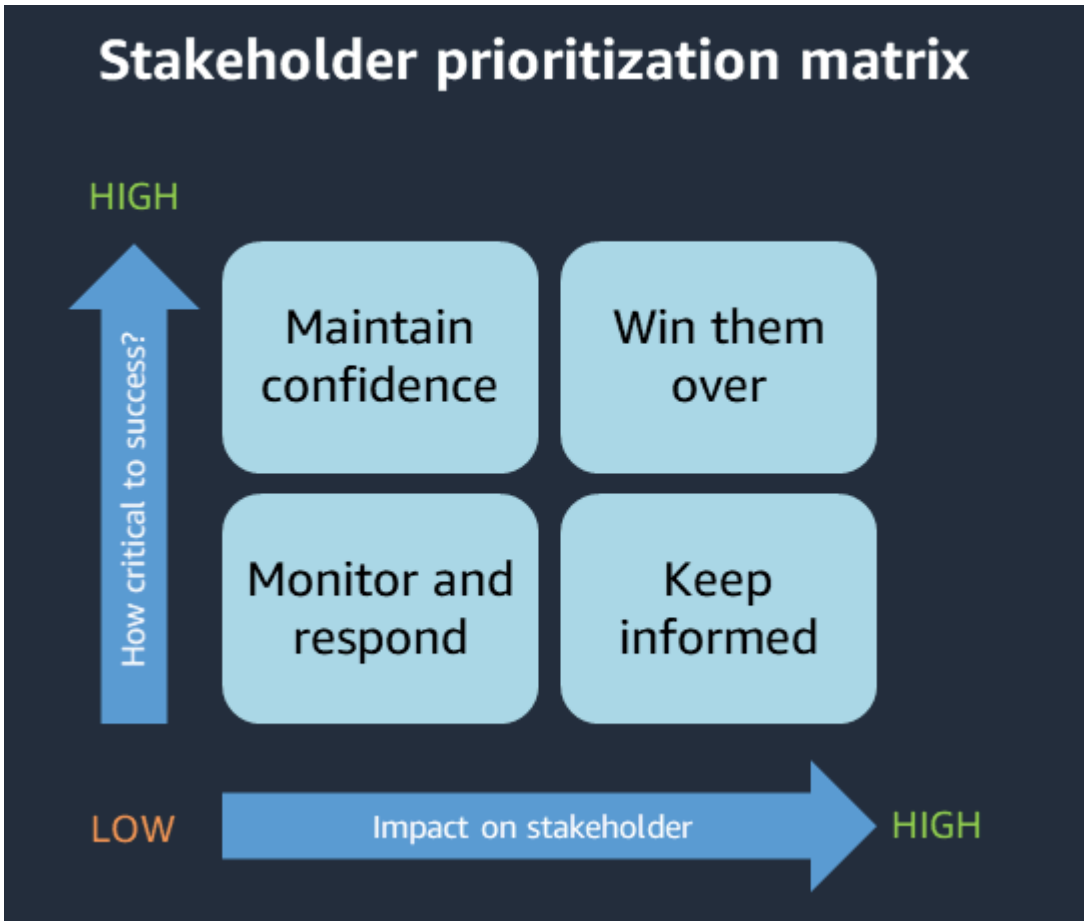 Stakeholder prioritization matrix
HIGH
How critical to success?
Maintain
confidence
Win them
over
Monitor and
respond
Keep
informed
LOW
Impact on stakeholder
HIGH